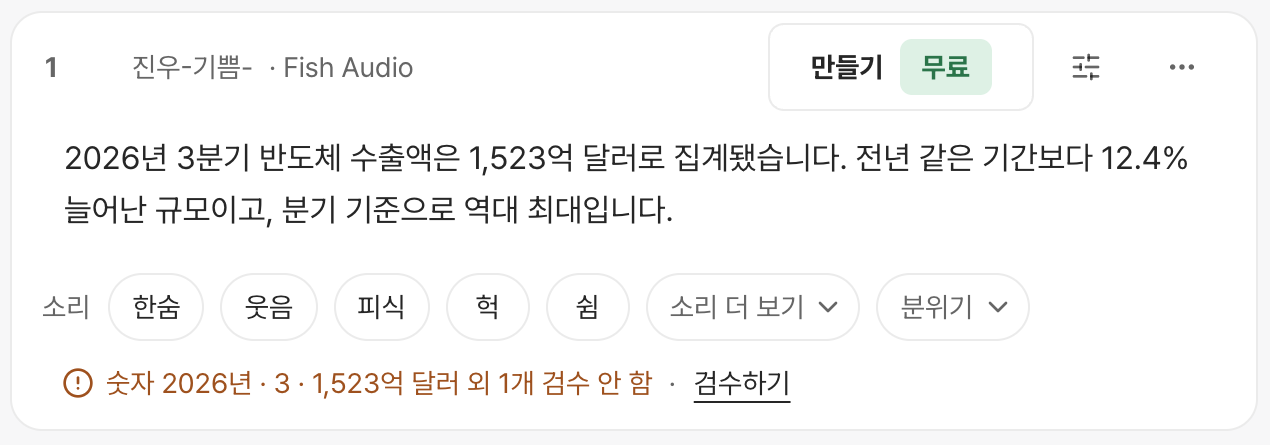 1 진우-기쁨- · Fish Audio 만들기 무료
2026년 3분기 반도체 수출액은 1,523억 달러로 집계됐습니다. 전년 같은 기간보다 12.4%
늘어난 규모이고, 분기 기준으로 역대 최대입니다.
소리 한숨 웃음 피식 헉 쉼 소리 더 보기 분위기
숫자 2026년 · 3 · 1,523억 달러 외 1개 검수 안 함 · 검수하기